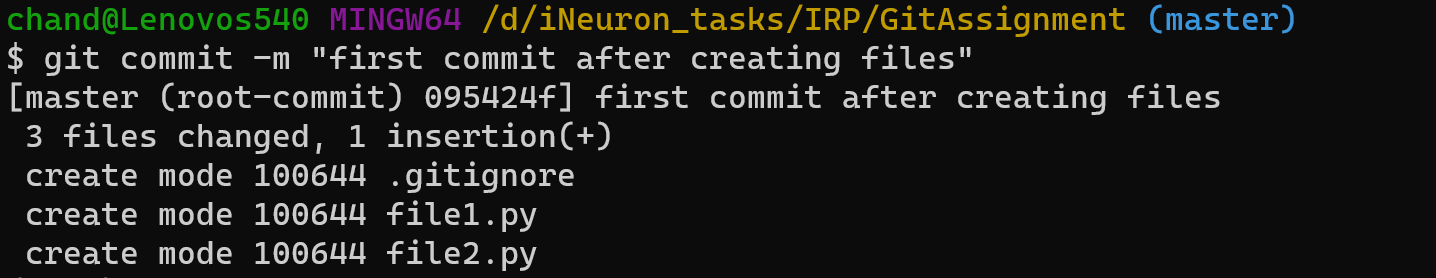 chand@Lenovos540 MINGW64 /d/iNeuron_tasks/IRP/GitAssignment (master)
$ git commit -m "first commit after creating files"
[master (root-commit) 095424f] first commit after creating files
 3 files changed, 1 insertion(+)
 create mode 100644 .gitignore
 create mode 100644 file1.py
 create mode 100644 file2.py